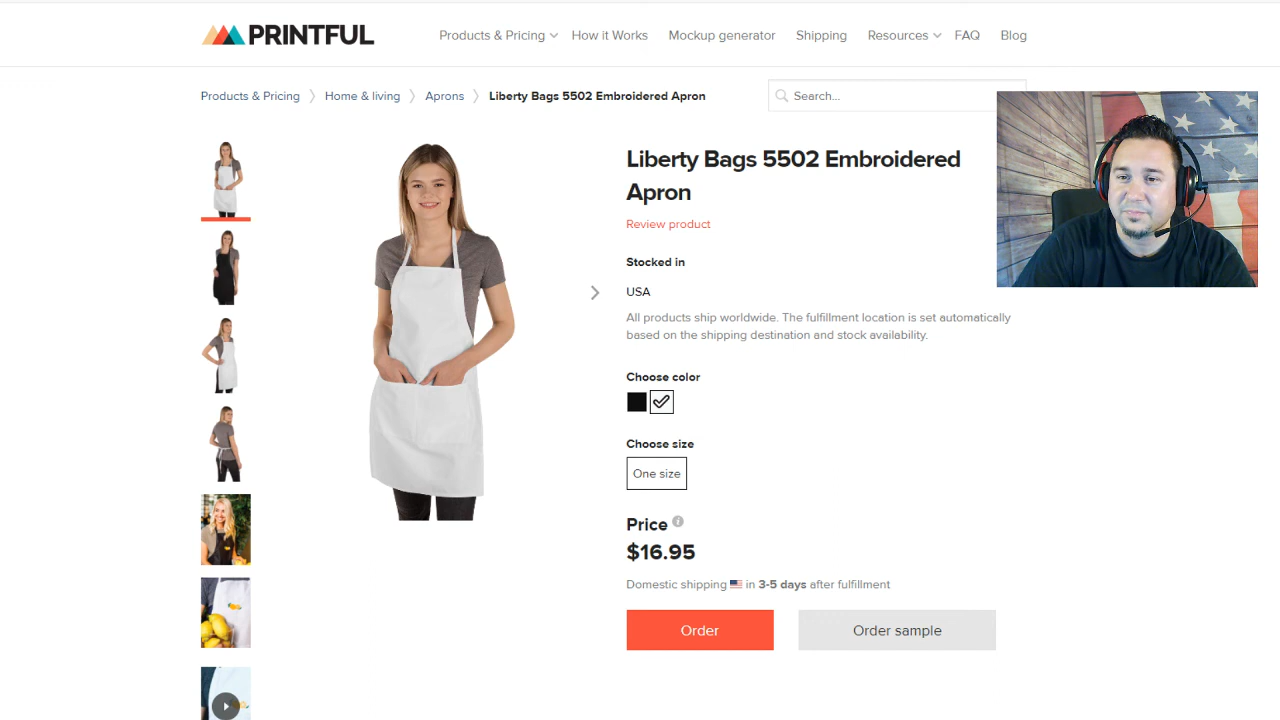 PRINTFUL
Products & Pricing
How it Works
Mockup generator
Shipping
Resources
FAQ
Blog
Products & Pricing
Home & living
Aprons
Liberty Bags 5502 Embroidered Apron
Search...
Liberty Bags 5502 Embroidered
Apron
Review product
Stocked in
USA
All products ship worldwide. The fulfillment location is set automatically
based on the shipping destination and stock availability.
Choose color
Choose size
One size
Price
$16.95
Domestic shipping in 3-5 days after fulfillment
Order
Order sample